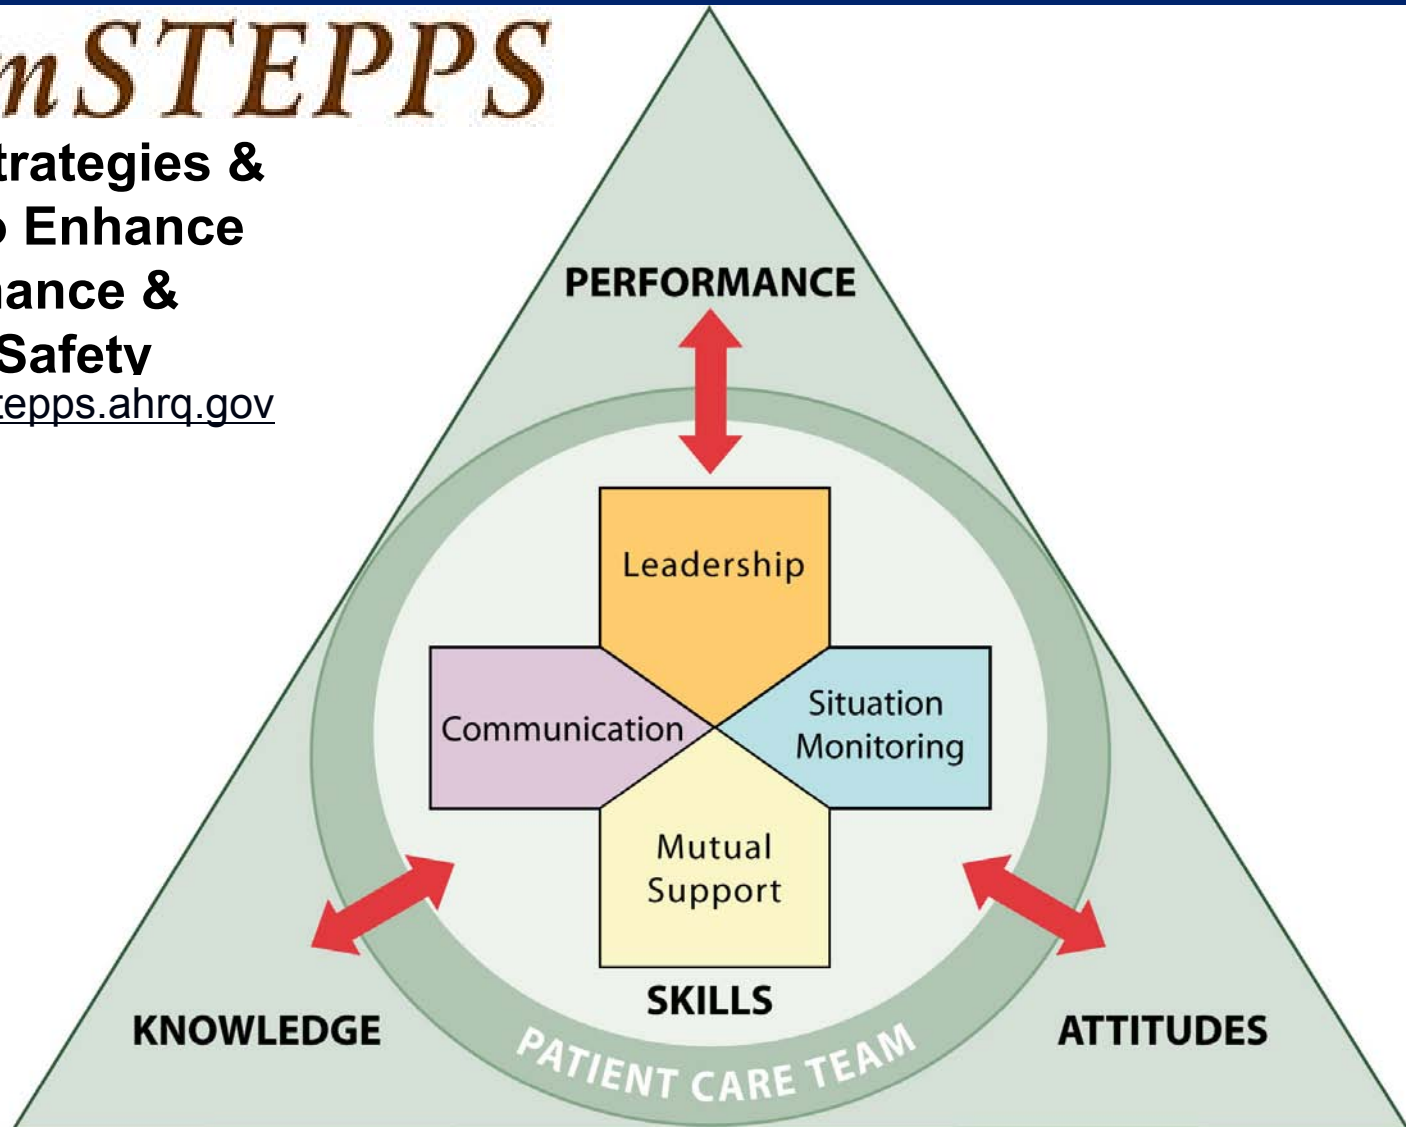 mSTEPPS
trategies &
o Enhance
nance &
Safety
tepps.ahrq.gov
PERFORMANCE
Leadership
Communication
Situation
Monitoring
Mutual
Support
SKILLS
KNOWLEDGE
ATTITUDES
PATIENT CARE TEAM